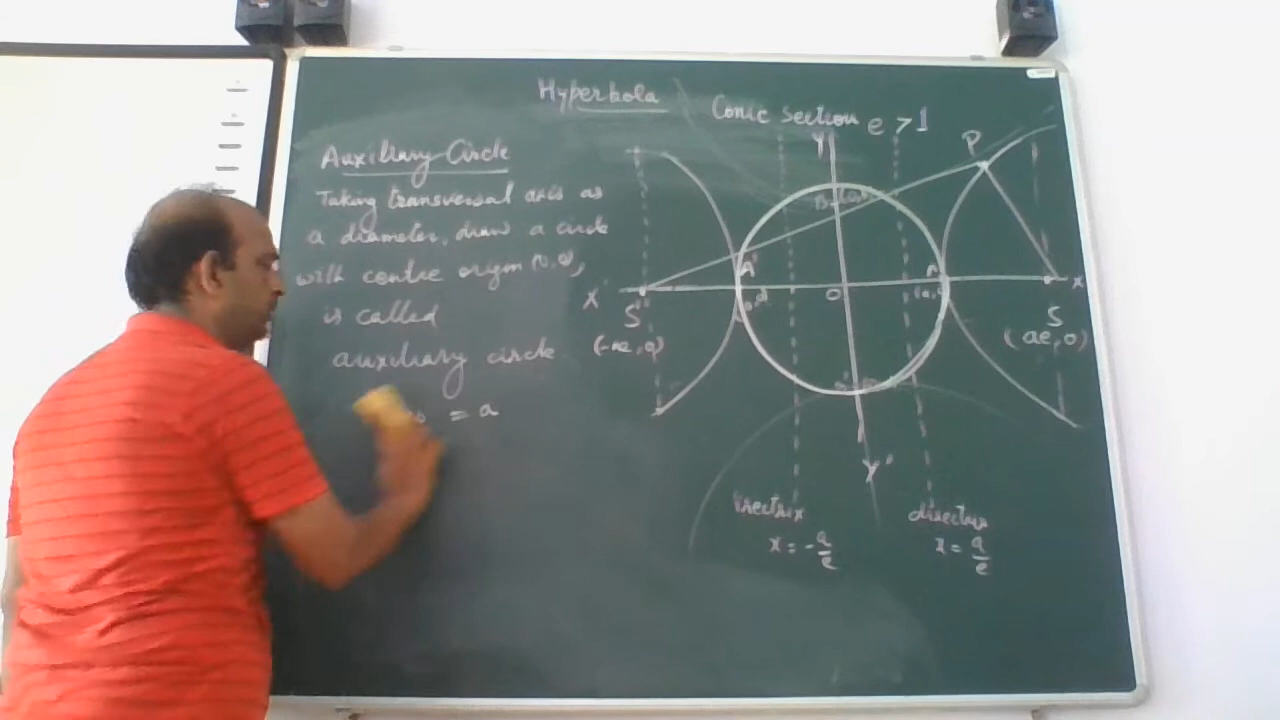 Hyperbola
Conic Section e > 1
Auxiliary Circle
Taking transversal axis as
a diameter, draw a circle
with centre origin (0,0),
is called
auxiliary circle
= a
Y
P
B
A'
A
X'
O
X
S'
S
(-ae, 0)
(ae, 0)
B'
Y'
directrix
x = a/e
x = -a/e